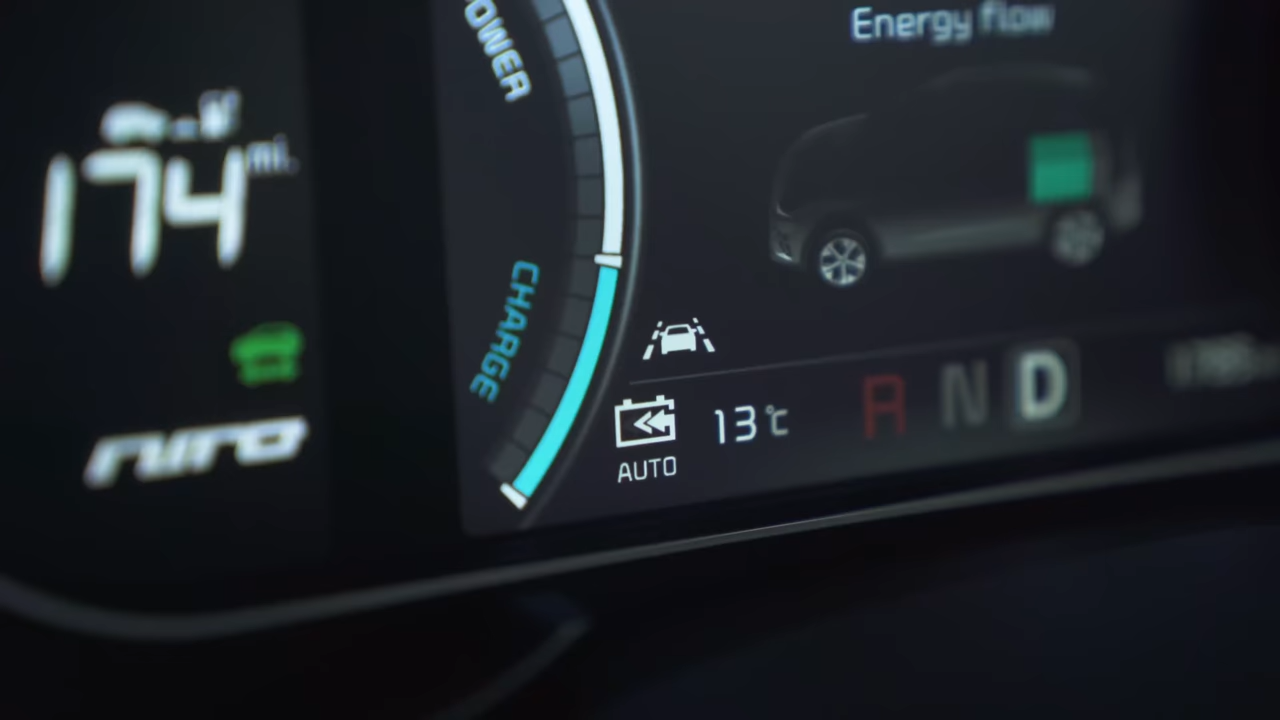 POWER
Energy flow
174 mi.
CHARGE
niro
AUTO
13°C
R N D